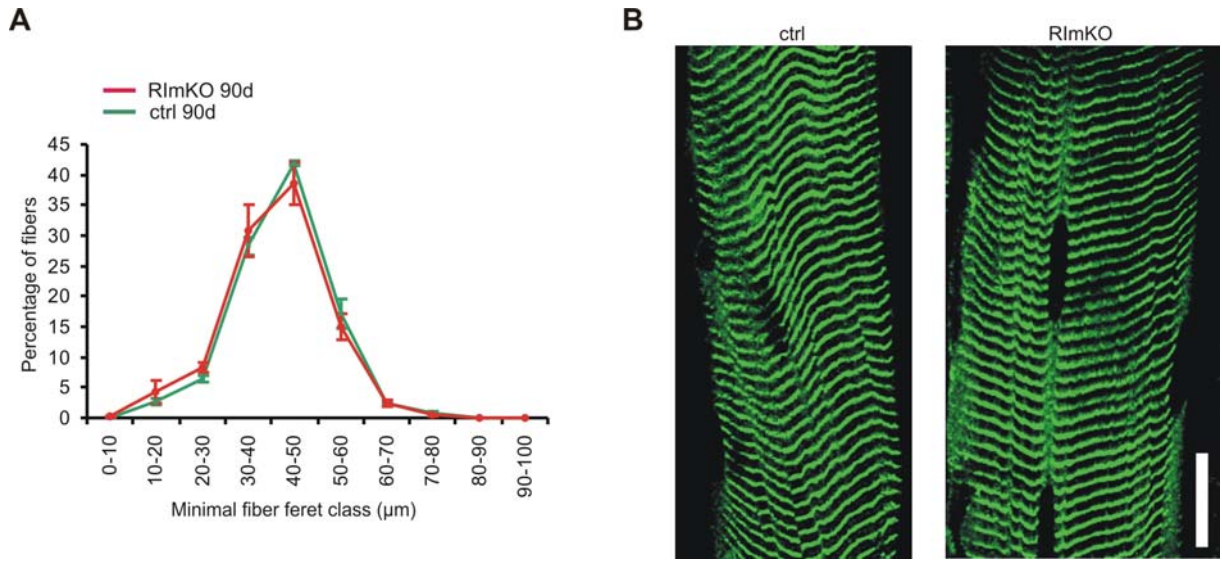 A
RImKO 90d
ctrl 90d
45
40
35
30
25
20
15
10
5
0
Percentage of fibers
0-10
10-20
20-30
30-40
40-50
50-60
60-70
70-80
80-90
90-100
Minimal fiber feret class (µm)
B
ctrl
RImKO